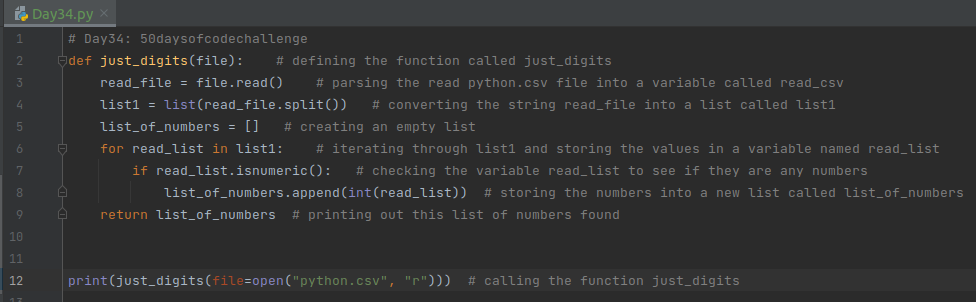 Day34.py ×
1 # Day34: 50daysofcodechallenge
2 def just_digits(file):    # defining the function called just_digits
3     read_file = file.read()    # parsing the read python.csv file into a variable called read_csv
4     list1 = list(read_file.split())   # converting the string read_file into a list called list1
5     list_of_numbers = []   # creating an empty list
6     for read_list in list1:    # iterating through list1 and storing the values in a variable named read_list
7         if read_list.isnumeric():   # checking the variable read_list to see if they are any numbers
8             list_of_numbers.append(int(read_list))  # storing the numbers into a new list called list_of_numbers
9     return list_of_numbers  # printing out this list of numbers found
10
11
12 print(just_digits(file=open("python.csv", "r")))  # calling the function just_digits
13